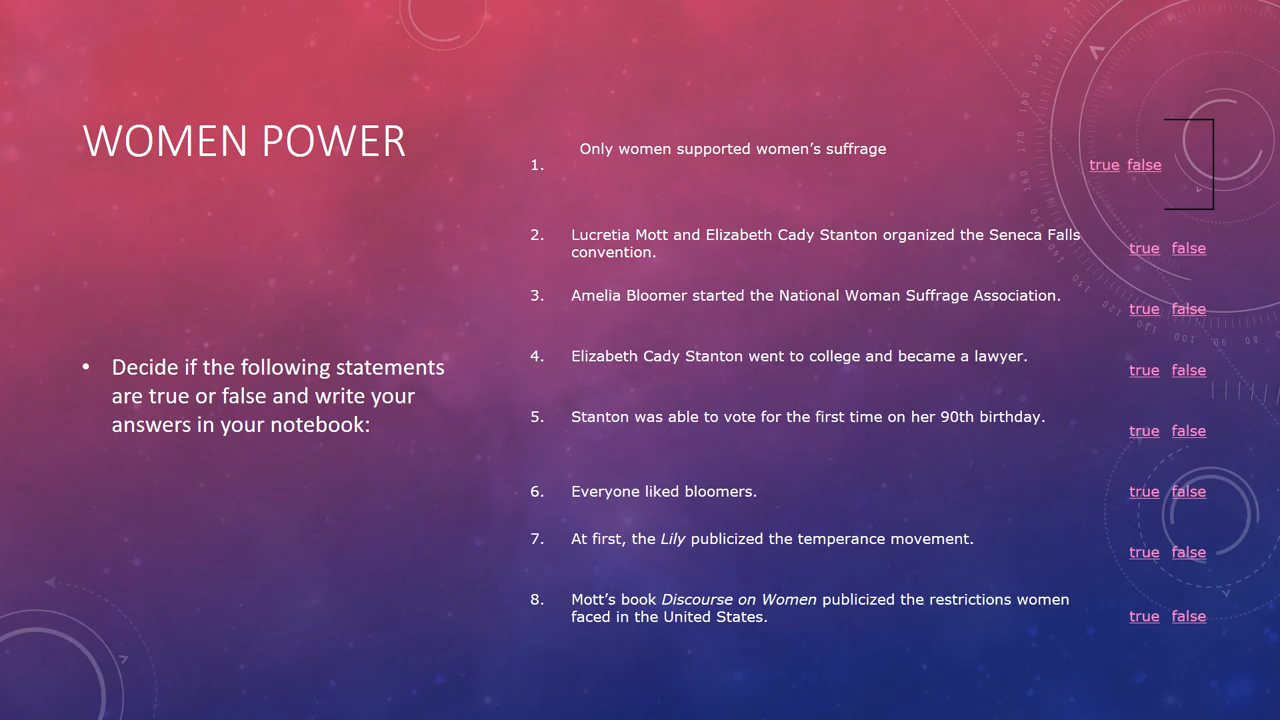 WOMEN POWER
• Decide if the following statements
are true or false and write your
answers in your notebook:
1. Only women supported women’s suffrage true false
2. Lucretia Mott and Elizabeth Cady Stanton organized the Seneca Falls
convention. true false
3. Amelia Bloomer started the National Woman Suffrage Association. true false
4. Elizabeth Cady Stanton went to college and became a lawyer. true false
5. Stanton was able to vote for the first time on her 90th birthday. true false
6. Everyone liked bloomers. true false
7. At first, the Lily publicized the temperance movement. true false
8. Mott’s book Discourse on Women publicized the restrictions women
faced in the United States. true false